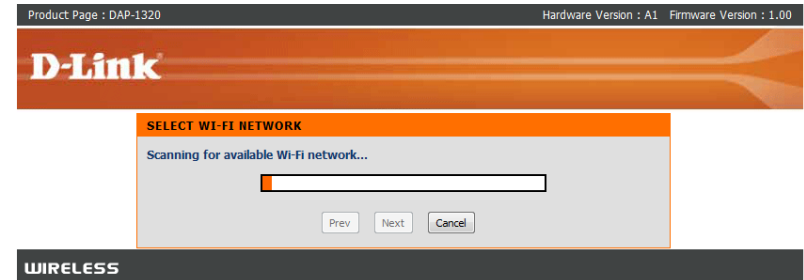 Product Page : DAP-1320 Hardware Version : A1 Firmware Version : 1.00
D-Link
SELECT WI-FI NETWORK
Scanning for available Wi-Fi network...
Prev Next Cancel
WIRELESS